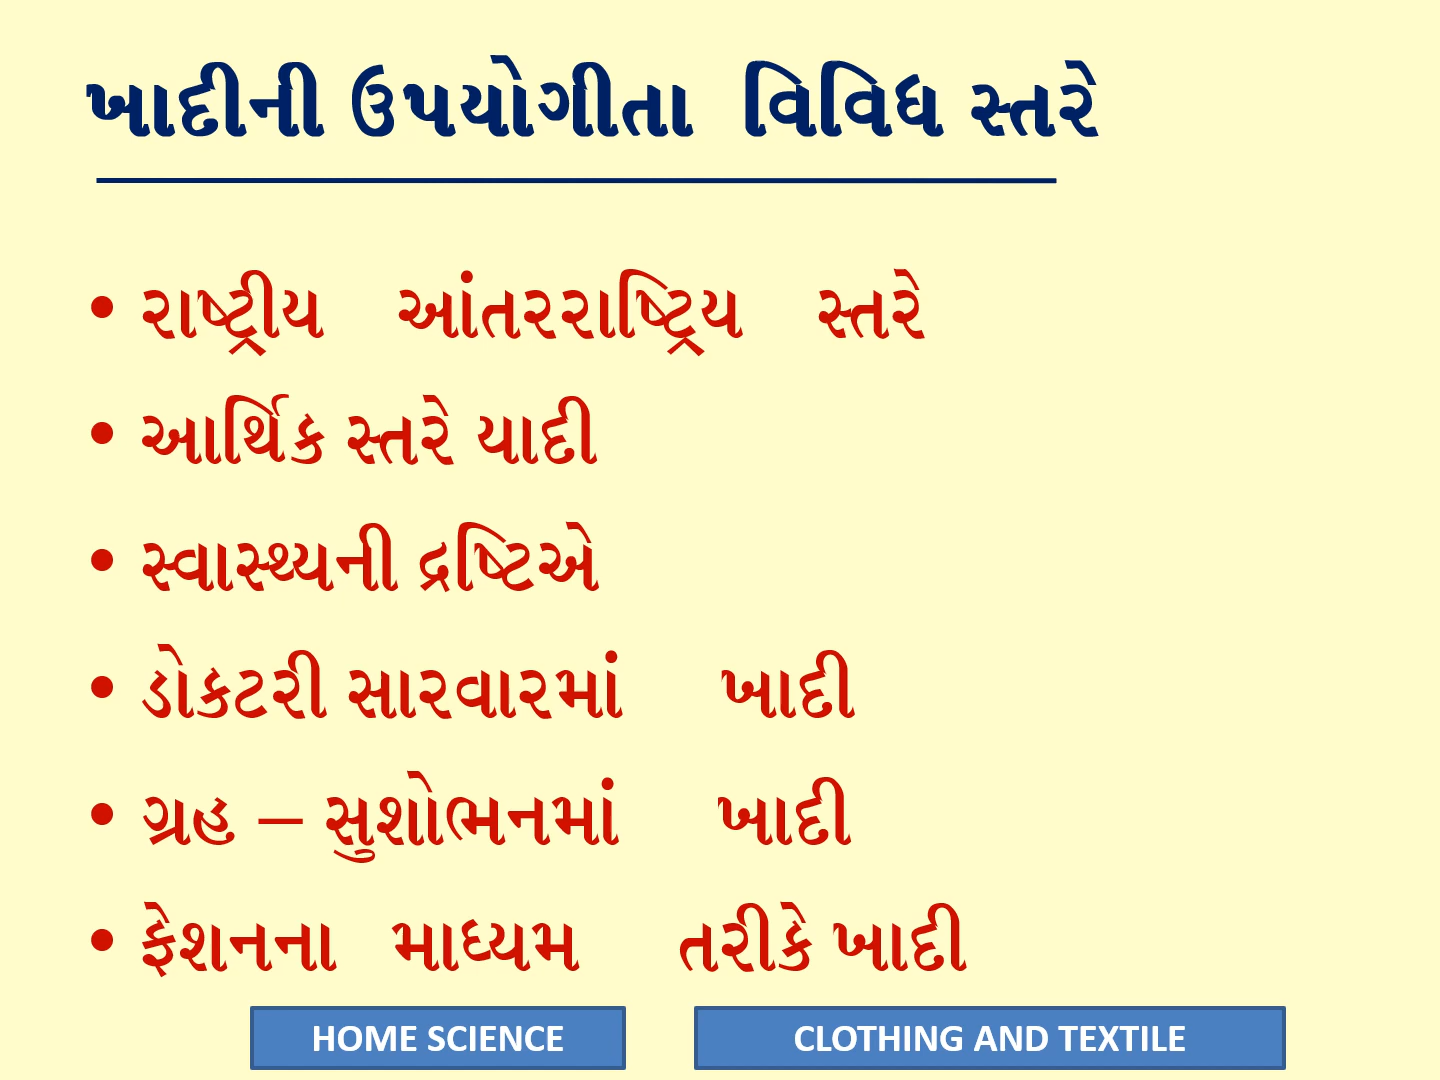 ખાદીની ઉપયોગીતા વિવિધ સ્તરે
• રાષ્ટ્રીય આંતરરાષ્ટ્રિય સ્તરે
• આર્થિક સ્તરે યાદી
• સ્વાસ્થ્યની દ્રષ્ટિએ
• ડોકટરી સારવારમાં ખાદી
• ગ્રહ – સુશોભનમાં ખાદી
• ફેશનના માધ્યમ તરીકે ખાદી
HOME SCIENCE CLOTHING AND TEXTILE